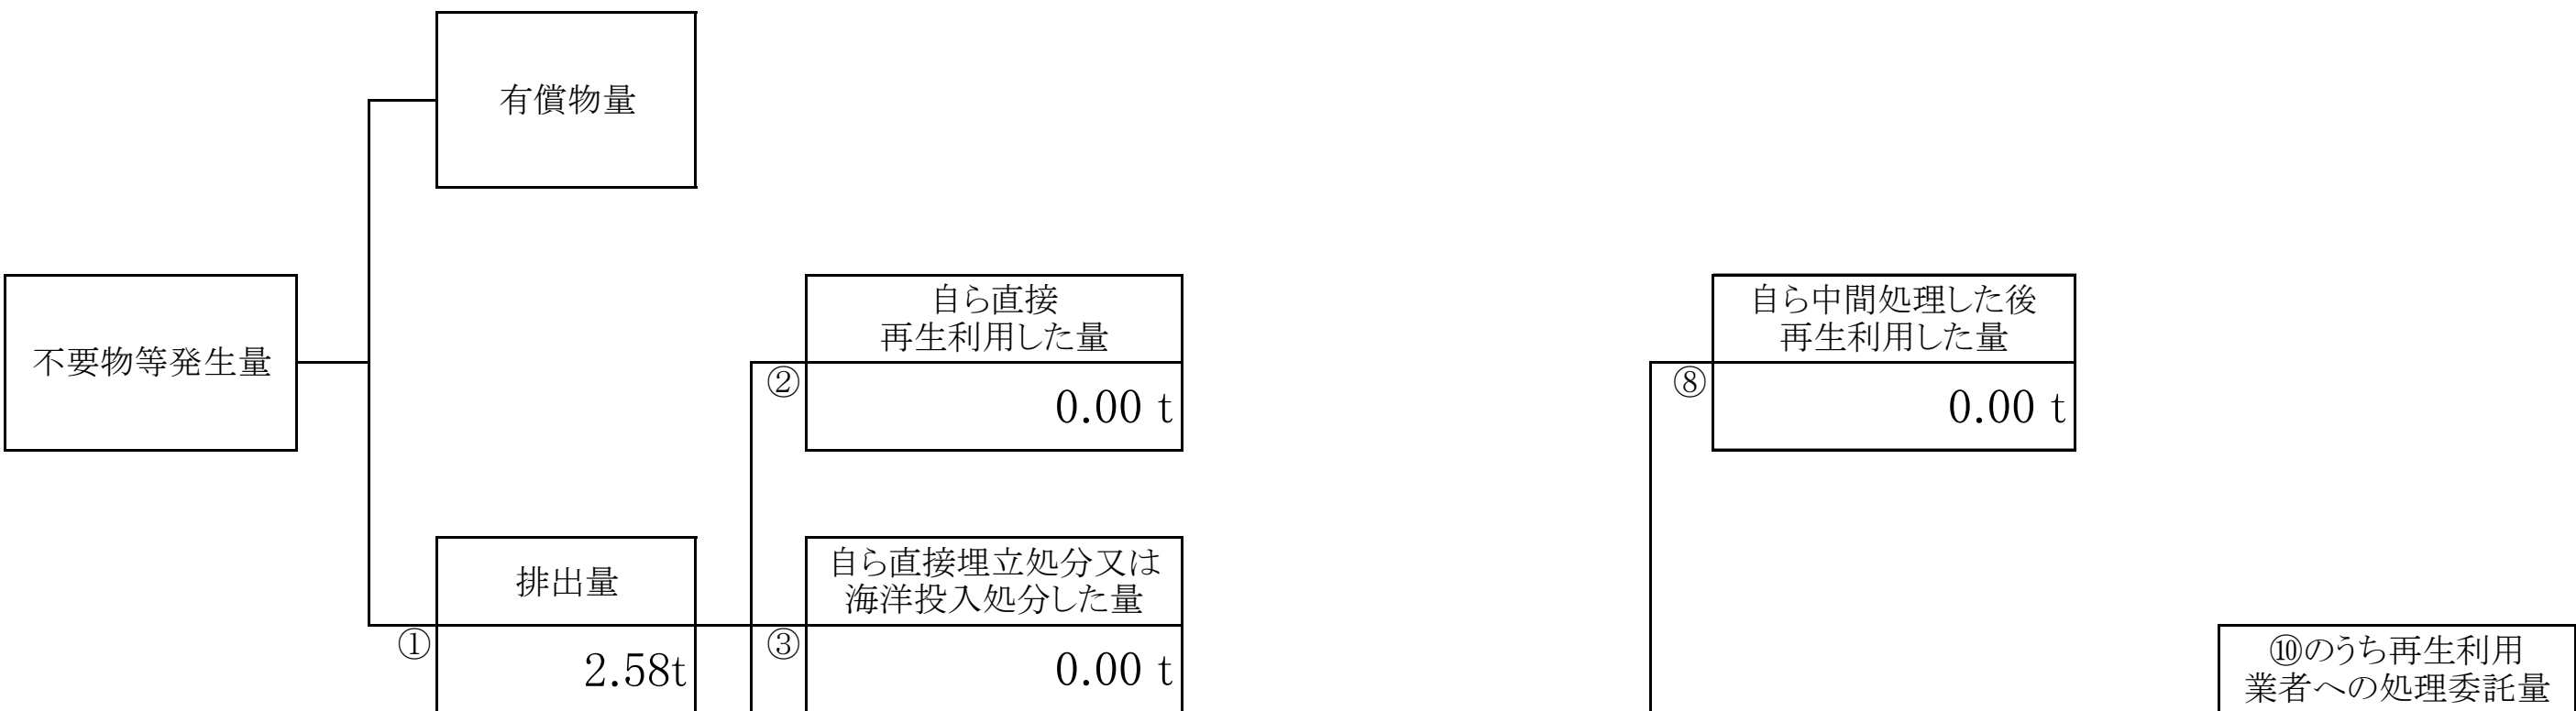 有償物量
不要物等発生量
自ら直接
再生利用した量
②
0.00 t
自ら中間処理した後
再生利用した量
⑧
0.00 t
排出量
①
2.58t
自ら直接埋立処分又は
海洋投入処分した量
③
0.00 t
⑩のうち再生利用
業者への処理委託量